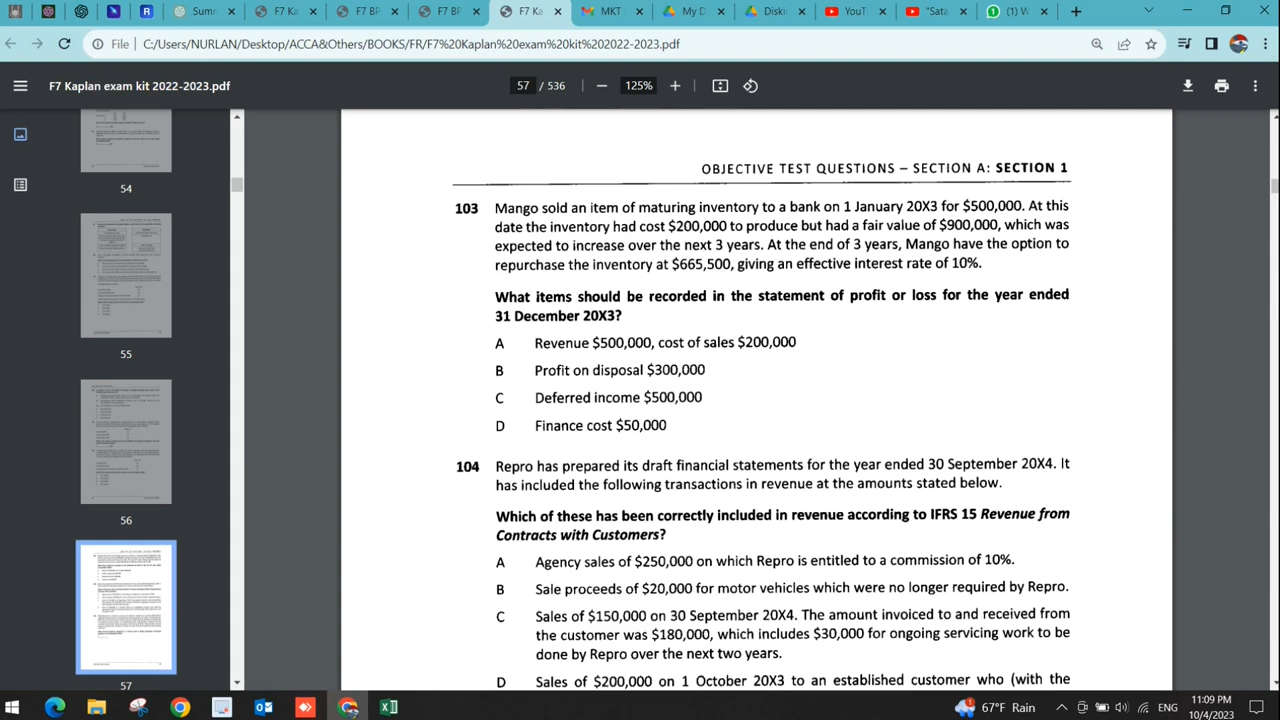 Summ
F7 Ka
F7 BP
F7 BP
F7 Ka
MKT
My D
Diski
YouT
"Sata
(1) W
File
C:/Users/NURLAN/Desktop/ACCA&Others/BOOKS/FR/F7%20Kaplan%20exam%20kit%202022-2023.pdf
F7 Kaplan exam kit 2022-2023.pdf
57 / 536
125%
54
55
56
57
OBJECTIVE TEST QUESTIONS – SECTION A: SECTION 1
103 Mango sold an item of maturing inventory to a bank on 1 January 20X3 for $500,000. At this
date the inventory had cost $200,000 to produce but had a fair value of $900,000, which was
expected to increase over the next 3 years. At the end of 3 years, Mango have the option to
repurchase the inventory at $665,500, giving an effective interest rate of 10%.
What items should be recorded in the statement of profit or loss for the year ended
31 December 20X3?
A Revenue $500,000, cost of sales $200,000
B Profit on disposal $300,000
C Deferred income $500,000
D Finance cost $50,000
104 Repro has prepared its draft financial statements for the year ended 30 September 20X4. It
has included the following transactions in revenue at the amounts stated below.
Which of these has been correctly included in revenue according to IFRS 15 Revenue from
Contracts with Customers?
A Agency sales of $250,000 on which Repro is entitled to a commission of 10%.
B Sale proceeds of $20,000 for motor vehicles which were no longer required by Repro.
C Sales of $150,000 on 30 September 20X4. The amount invoiced to and received from
the customer was $180,000, which includes $30,000 for ongoing servicing work to be
done by Repro over the next two years.
D Sales of $200,000 on 1 October 20X3 to an established customer who (with the
67°F Rain
ENG
11:09 PM
10/4/2023